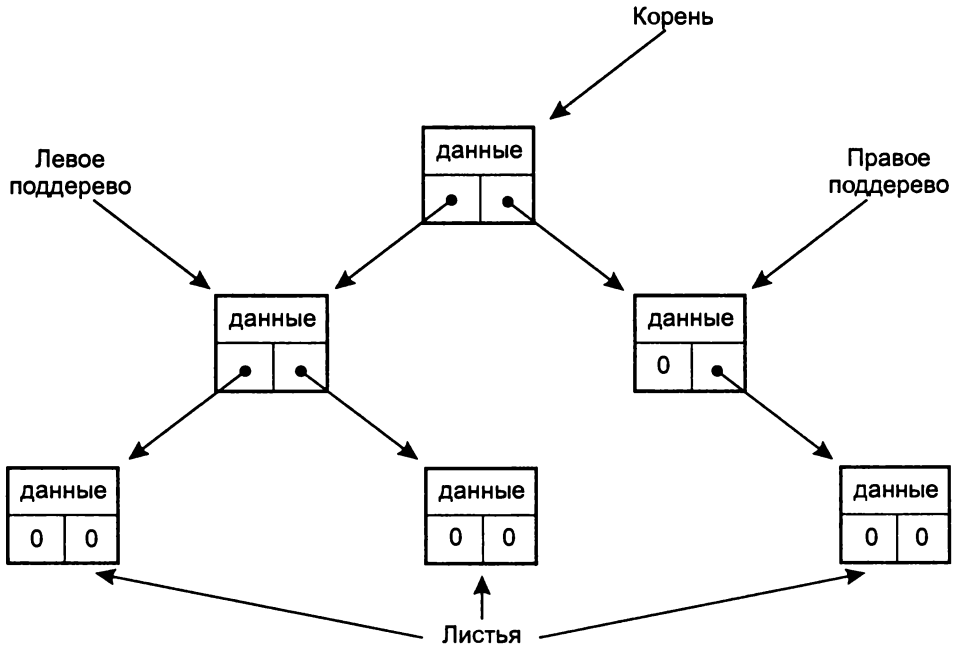 Корень
данные
Левое
поддерево
Правое
поддерево
данные
данные
0
данные
0 0
данные
0 0
данные
0 0
Листья